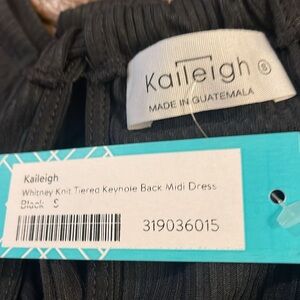 Kaileigh S
MADE IN GUATEMALA
Kaileigh
Whitney Knit Tiered Keyhole Back Midi Dress
Black - S
319036015